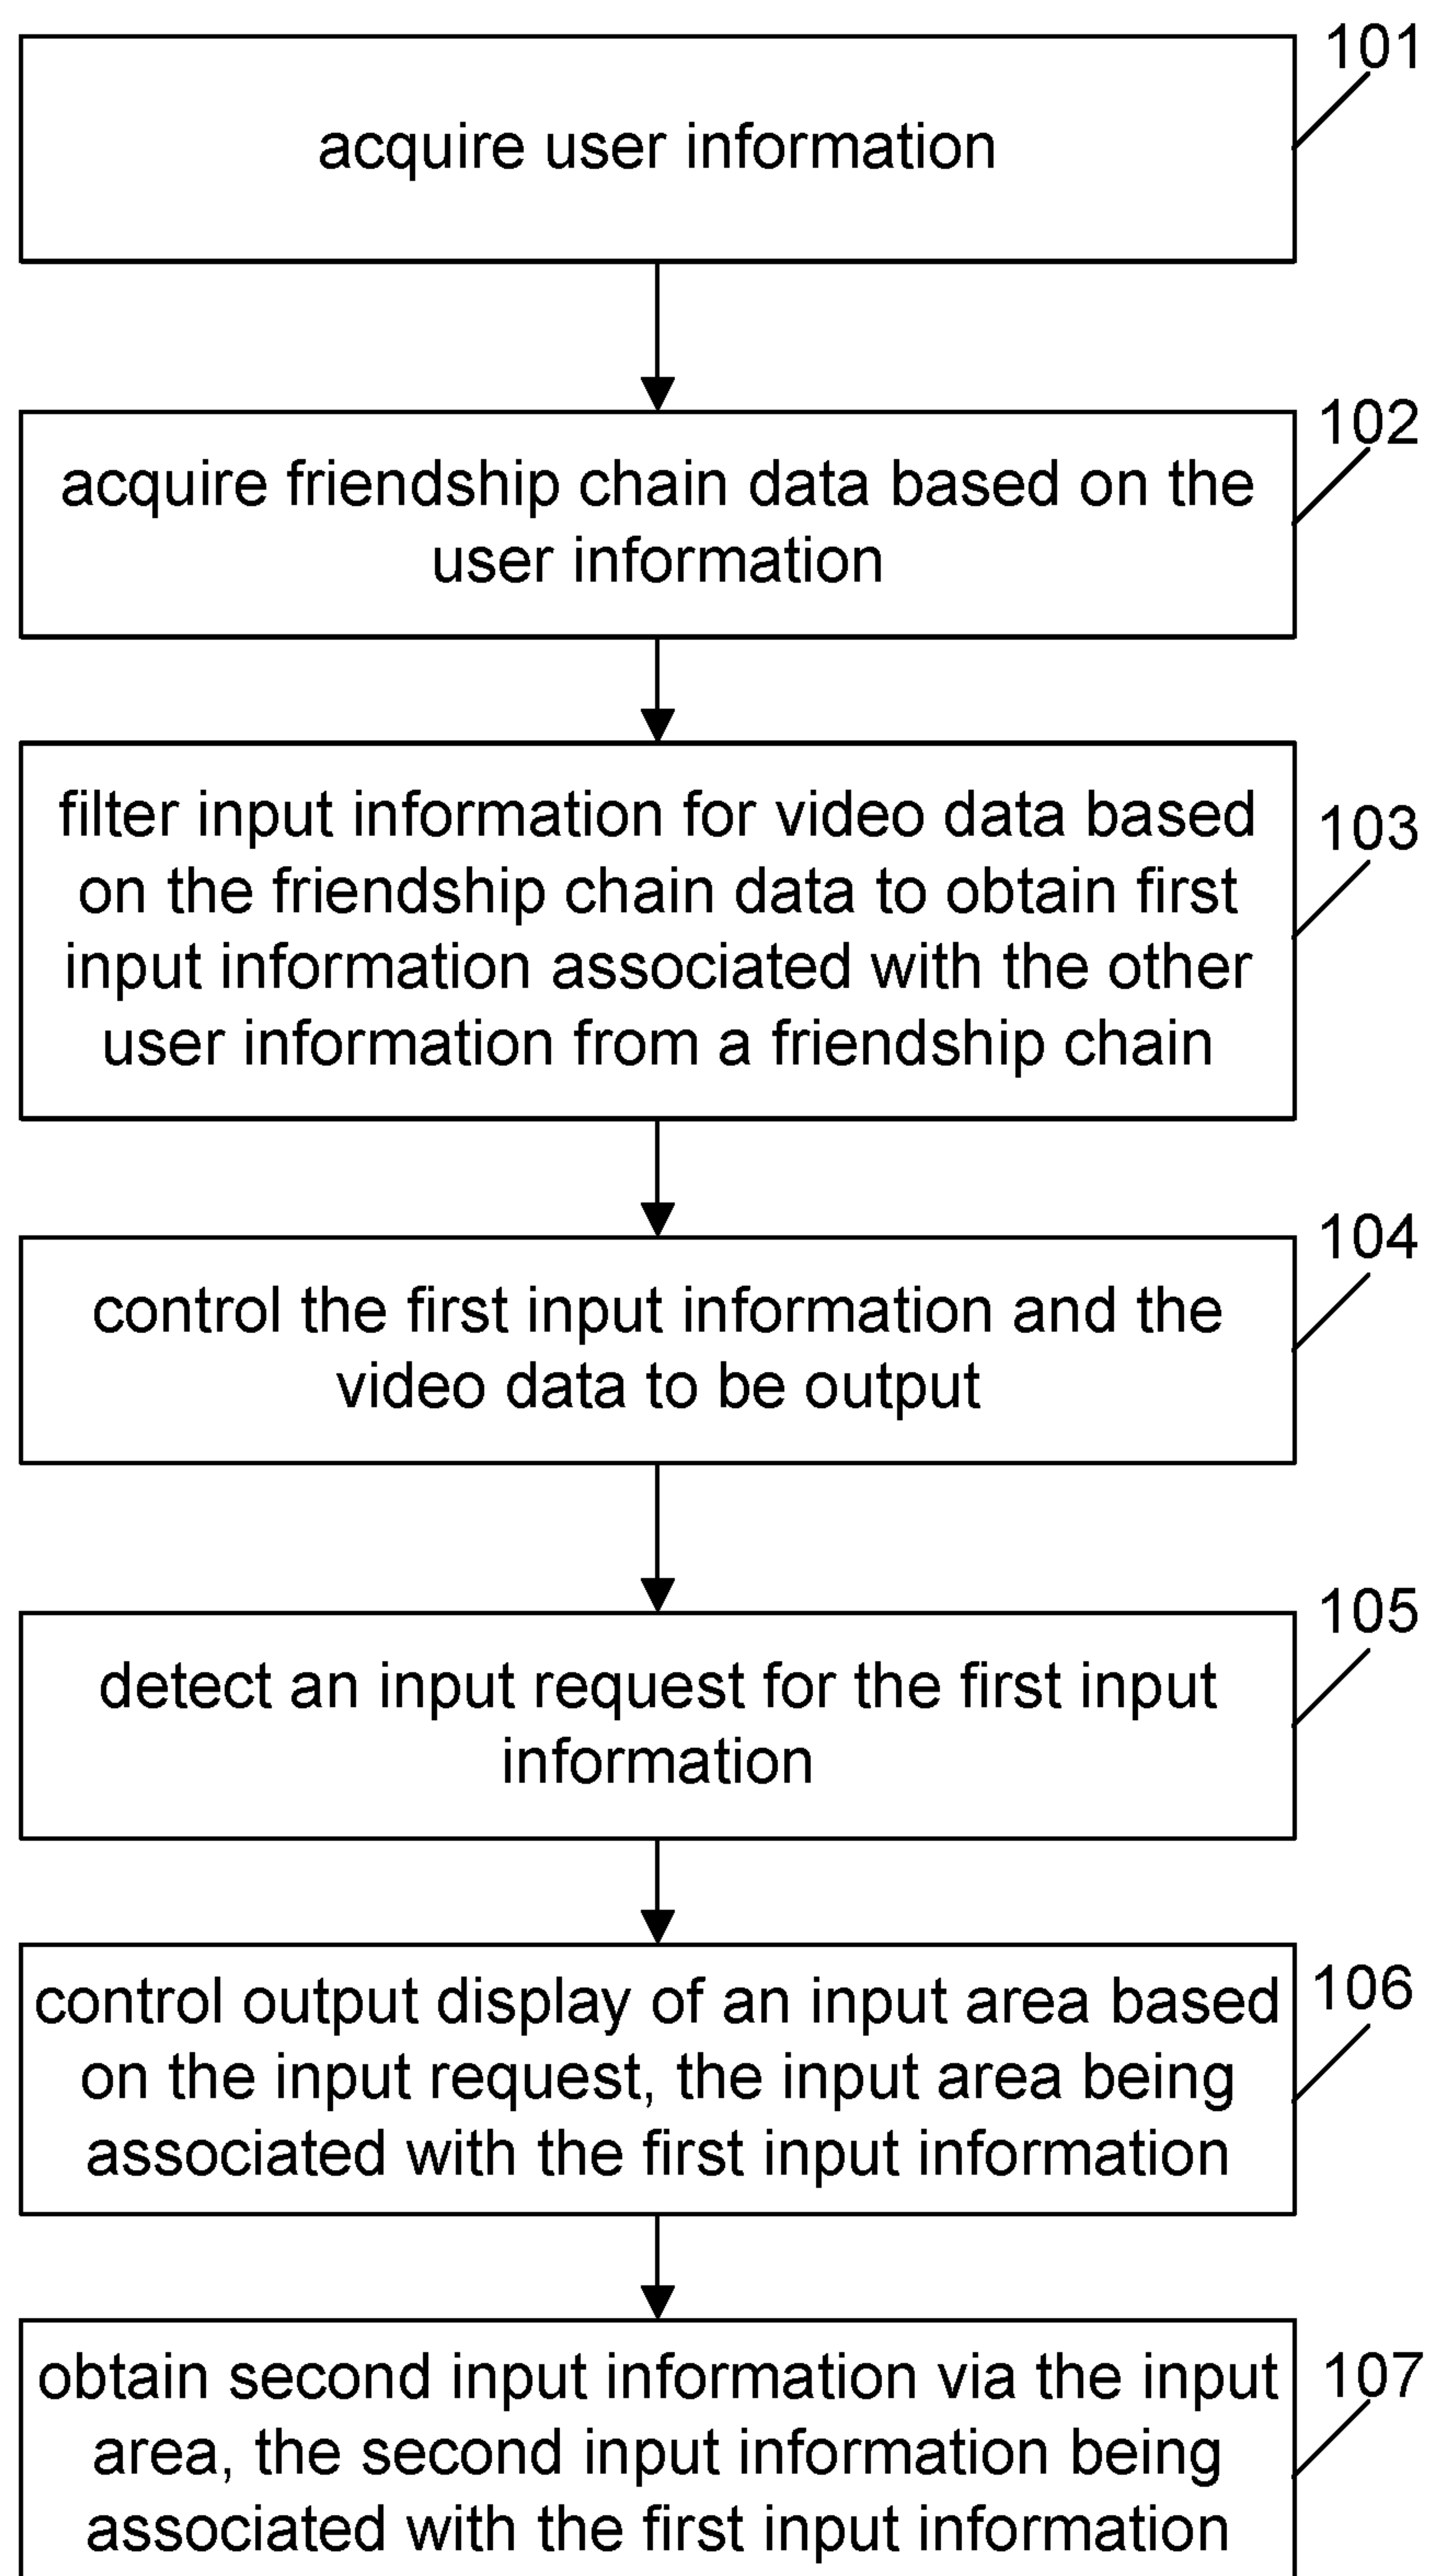 101
acquire user information
102
acquire friendship chain data based on the
user information
filter input information for video data based
103
on the friendship chain data to obtain first
input information associated with the other
user information from a friendship chain
104
control the first input information and the
video data to be output
105
detect an input request for the first input
information
106
control output display of an input area based
on the input request, the input area being
associated with the first input information
107
obtain second input information via the input
area, the second input information being
associated with the first input information